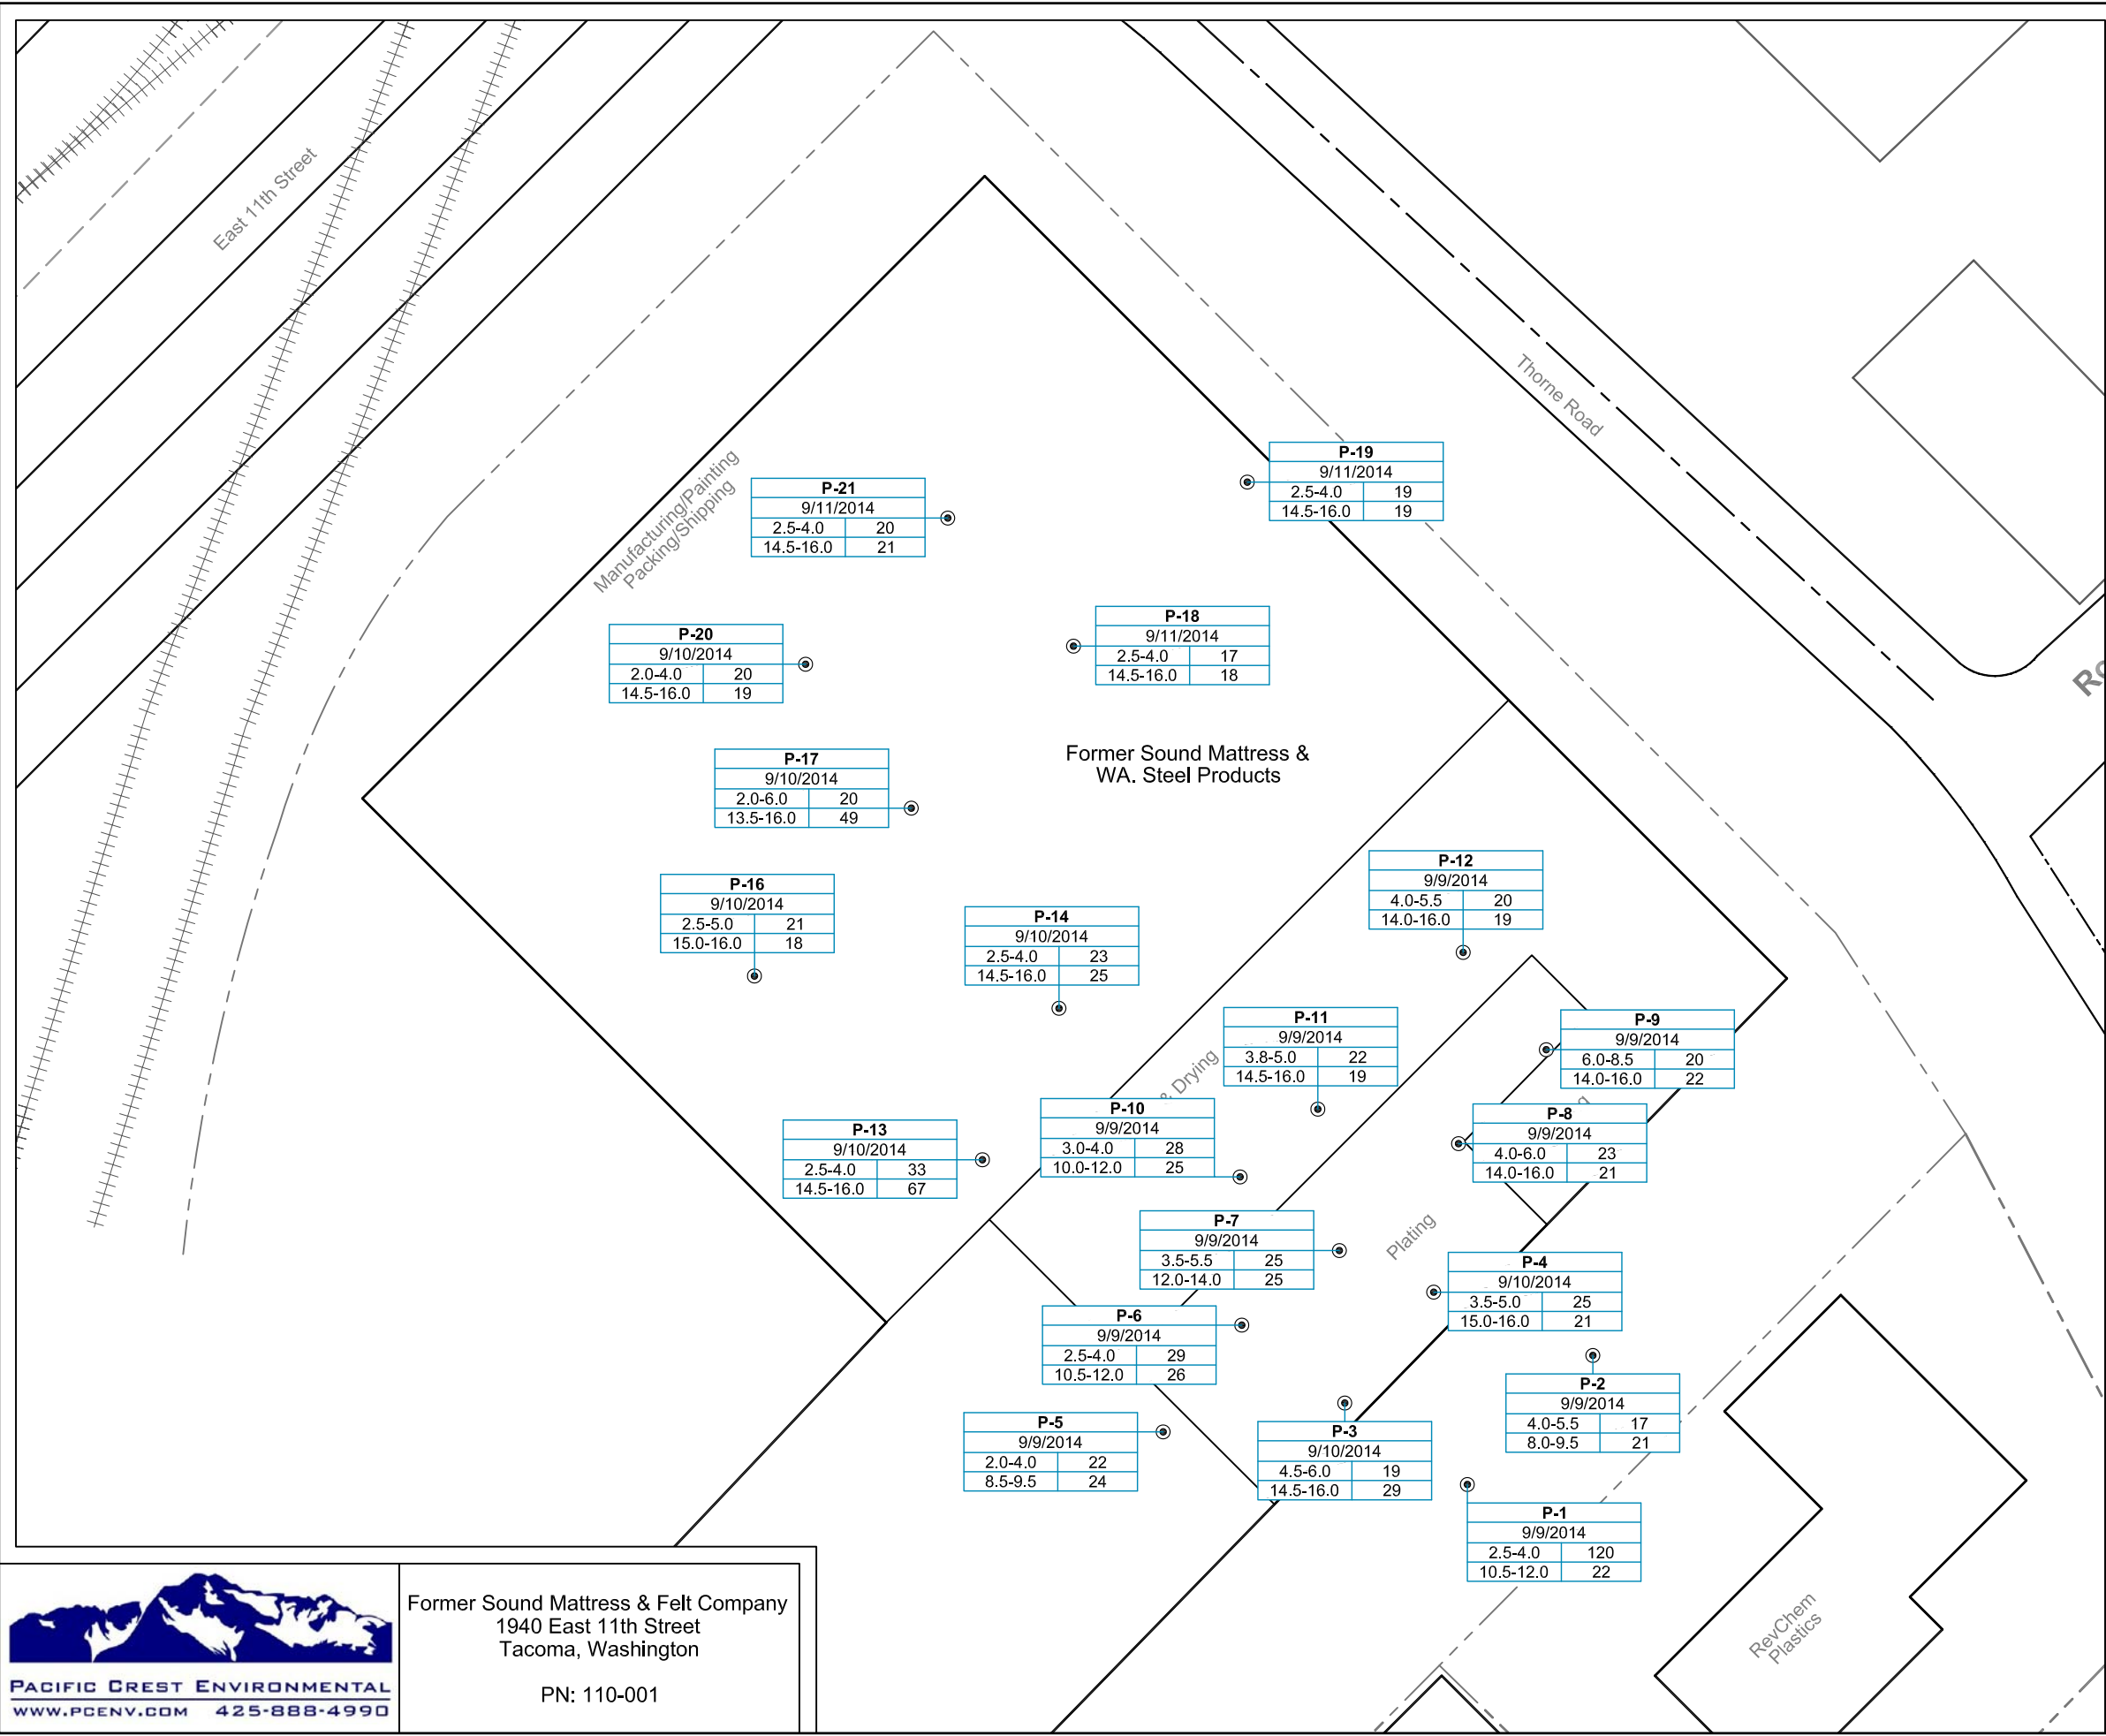 East 11th Street
Thorne Road
Manufacturing/Painting
Packing/Shipping
P-19
9/11/2014
2.5-4.0 19
14.5-16.0 19
P-21
9/11/2014
2.5-4.0 20
14.5-16.0 21
P-18
9/11/2014
2.5-4.0 17
14.5-16.0 18
P-20
9/10/2014
2.0-4.0 20
14.5-16.0 19
Former Sound Mattress &
WA. Steel Products
P-17
9/10/2014
2.0-6.0 20
13.5-16.0 49
P-12
9/9/2014
4.0-5.5 20
14.0-16.0 19
P-16
9/10/2014
2.5-5.0 21
15.0-16.0 18
P-14
9/10/2014
2.5-4.0 23
14.5-16.0 25
P-11
9/9/2014
3.8-5.0 22
14.5-16.0 19
P-9
9/9/2014
6.0-8.5 20
14.0-16.0 22
& Drying
P-10
9/9/2014
3.0-4.0 28
10.0-12.0 25
P-8
9/9/2014
4.0-6.0 23
14.0-16.0 21
P-13
9/10/2014
2.5-4.0 33
14.5-16.0 67
P-7
9/9/2014
3.5-5.5 25
12.0-14.0 25
Plating
P-4
9/10/2014
3.5-5.0 25
15.0-16.0 21
P-6
9/9/2014
2.5-4.0 29
10.5-12.0 26
P-2
9/9/2014
4.0-5.5 17
8.0-9.5 21
P-5
9/9/2014
2.0-4.0 22
8.5-9.5 24
P-3
9/10/2014
4.5-6.0 19
14.5-16.0 29
P-1
9/9/2014
2.5-4.0 120
10.5-12.0 22
RevChem
Plastics
PACIFIC CREST ENVIRONMENTAL
WWW.PCENV.COM 425-888-4990
Former Sound Mattress & Felt Company
1940 East 11th Street
Tacoma, Washington
PN: 110-001